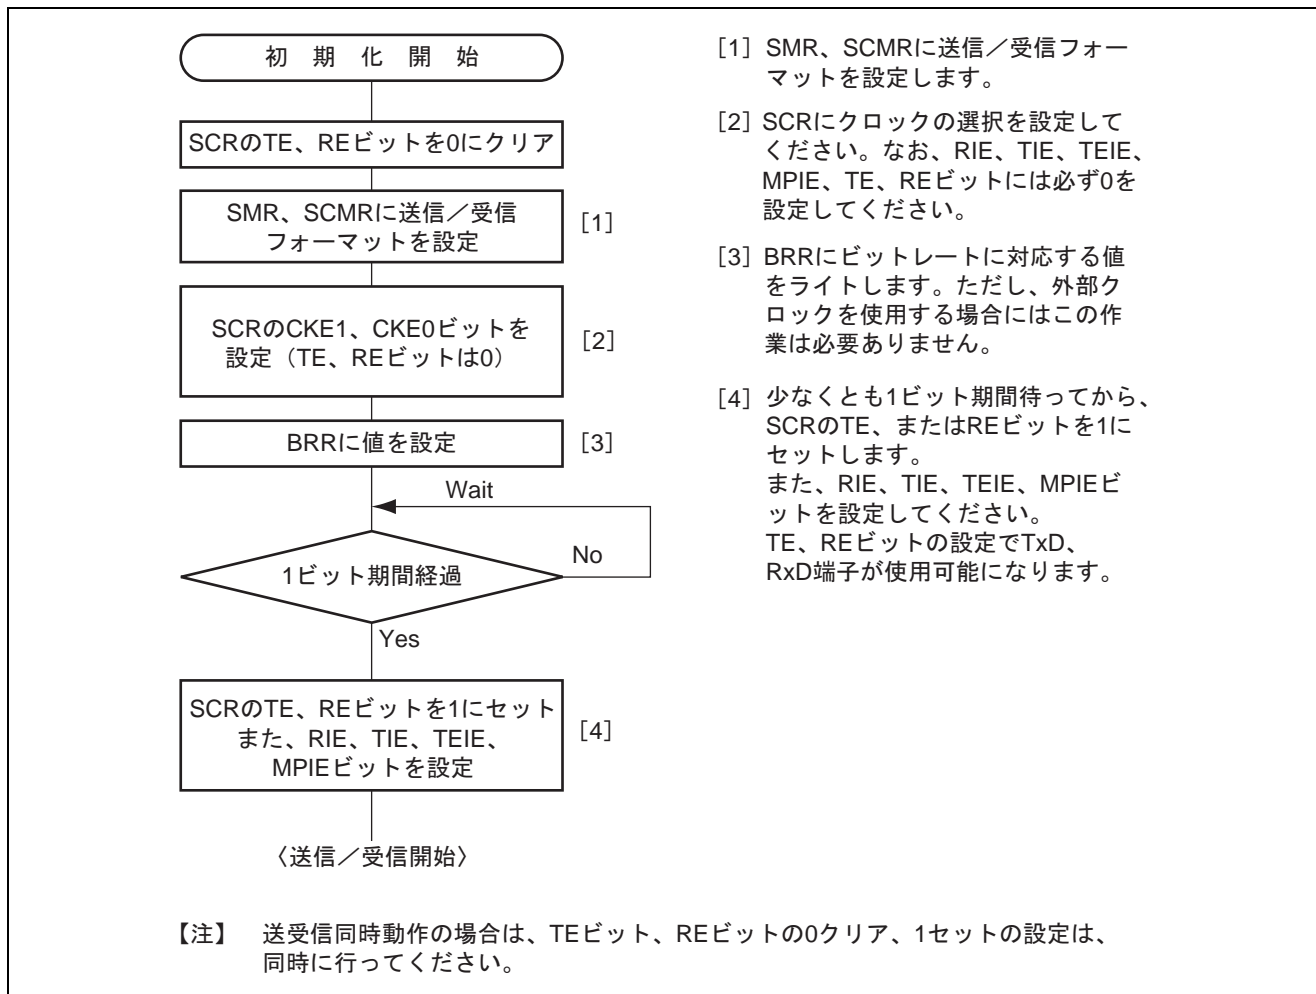 初期化開始
SCRのTE、REビットを0にクリア
SMR、SCMRに送信／受信
フォーマットを設定
［1］
SCRのCKE1、CKE0ビットを
設定（TE、REビットは0）
［2］
BRRに値を設定
［3］
Wait
1ビット期間経過
No
Yes
SCRのTE、REビットを1にセット
また、RIE、TIE、TEIE、
MPIEビットを設定
［4］
〈送信／受信開始〉
［1］SMR、SCMRに送信／受信フォー
マットを設定します。
［2］SCRにクロックの選択を設定して
ください。なお、RIE、TIE、TEIE、
MPIE、TE、REビットには必ず0を
設定してください。
［3］BRRにビットレートに対応する値
をライトします。ただし、外部ク
ロックを使用する場合にはこの作
業は必要ありません。
［4］少なくとも1ビット期間待ってから、
SCRのTE、またはREビットを1に
セットします。
また、RIE、TIE、TEIE、MPIEビ
ットを設定してください。
TE、REビットの設定でTxD、
RxD端子が使用可能になります。
【注】 送受信同時動作の場合は、TEビット、REビットの0クリア、1セットの設定は、
同時に行ってください。